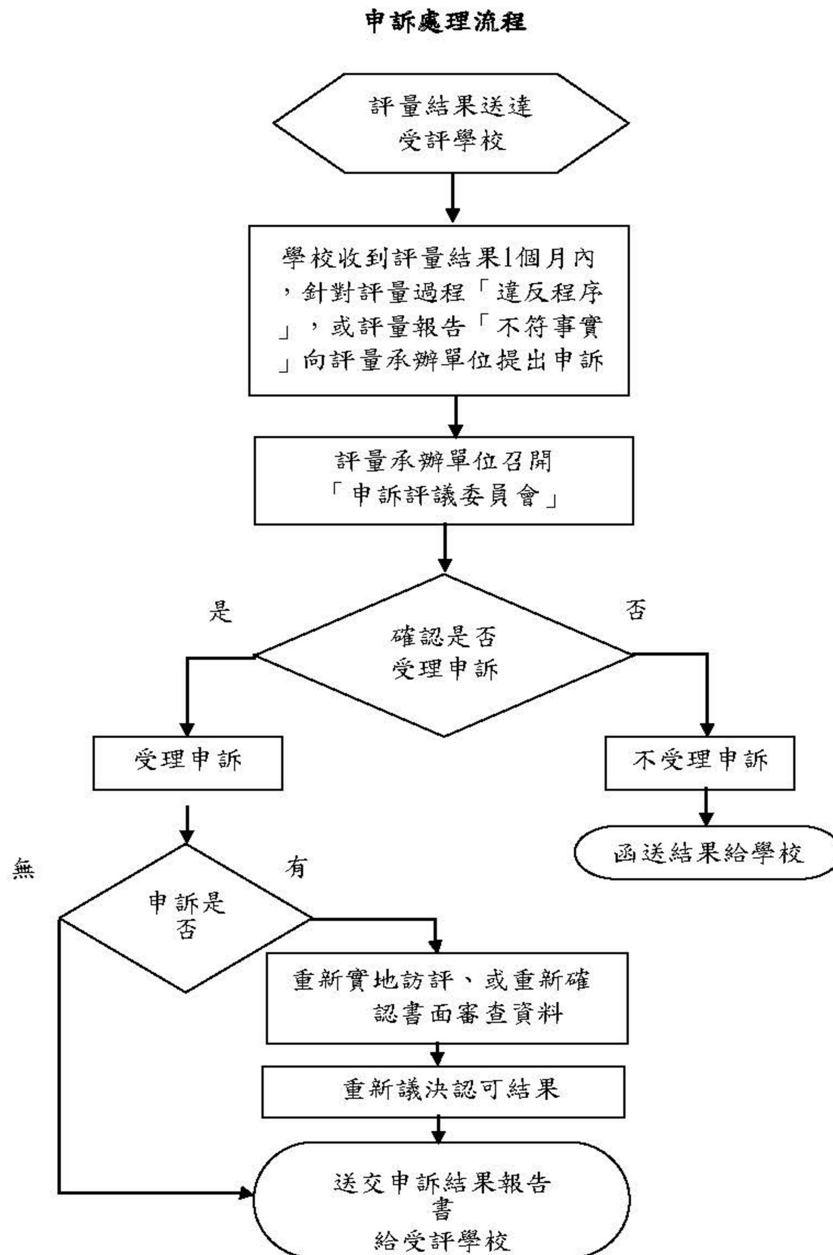 申訴處理流程
評量結果送達
受評學校
學校收到評量結果1個月內
，針對評量過程「違反程序
」，或評量報告「不符事實
」向評量承辦單位提出申訴
評量承辦單位召開
「申訴評議委員會」
是
否
確認是否
受理申訴
受理申訴
不受理申訴
函送結果給學校
無
有
申訴是
否
重新實地訪評、或重新確
認書面審查資料
重新議決認可結果
送交申訴結果報告
書
給受評學校